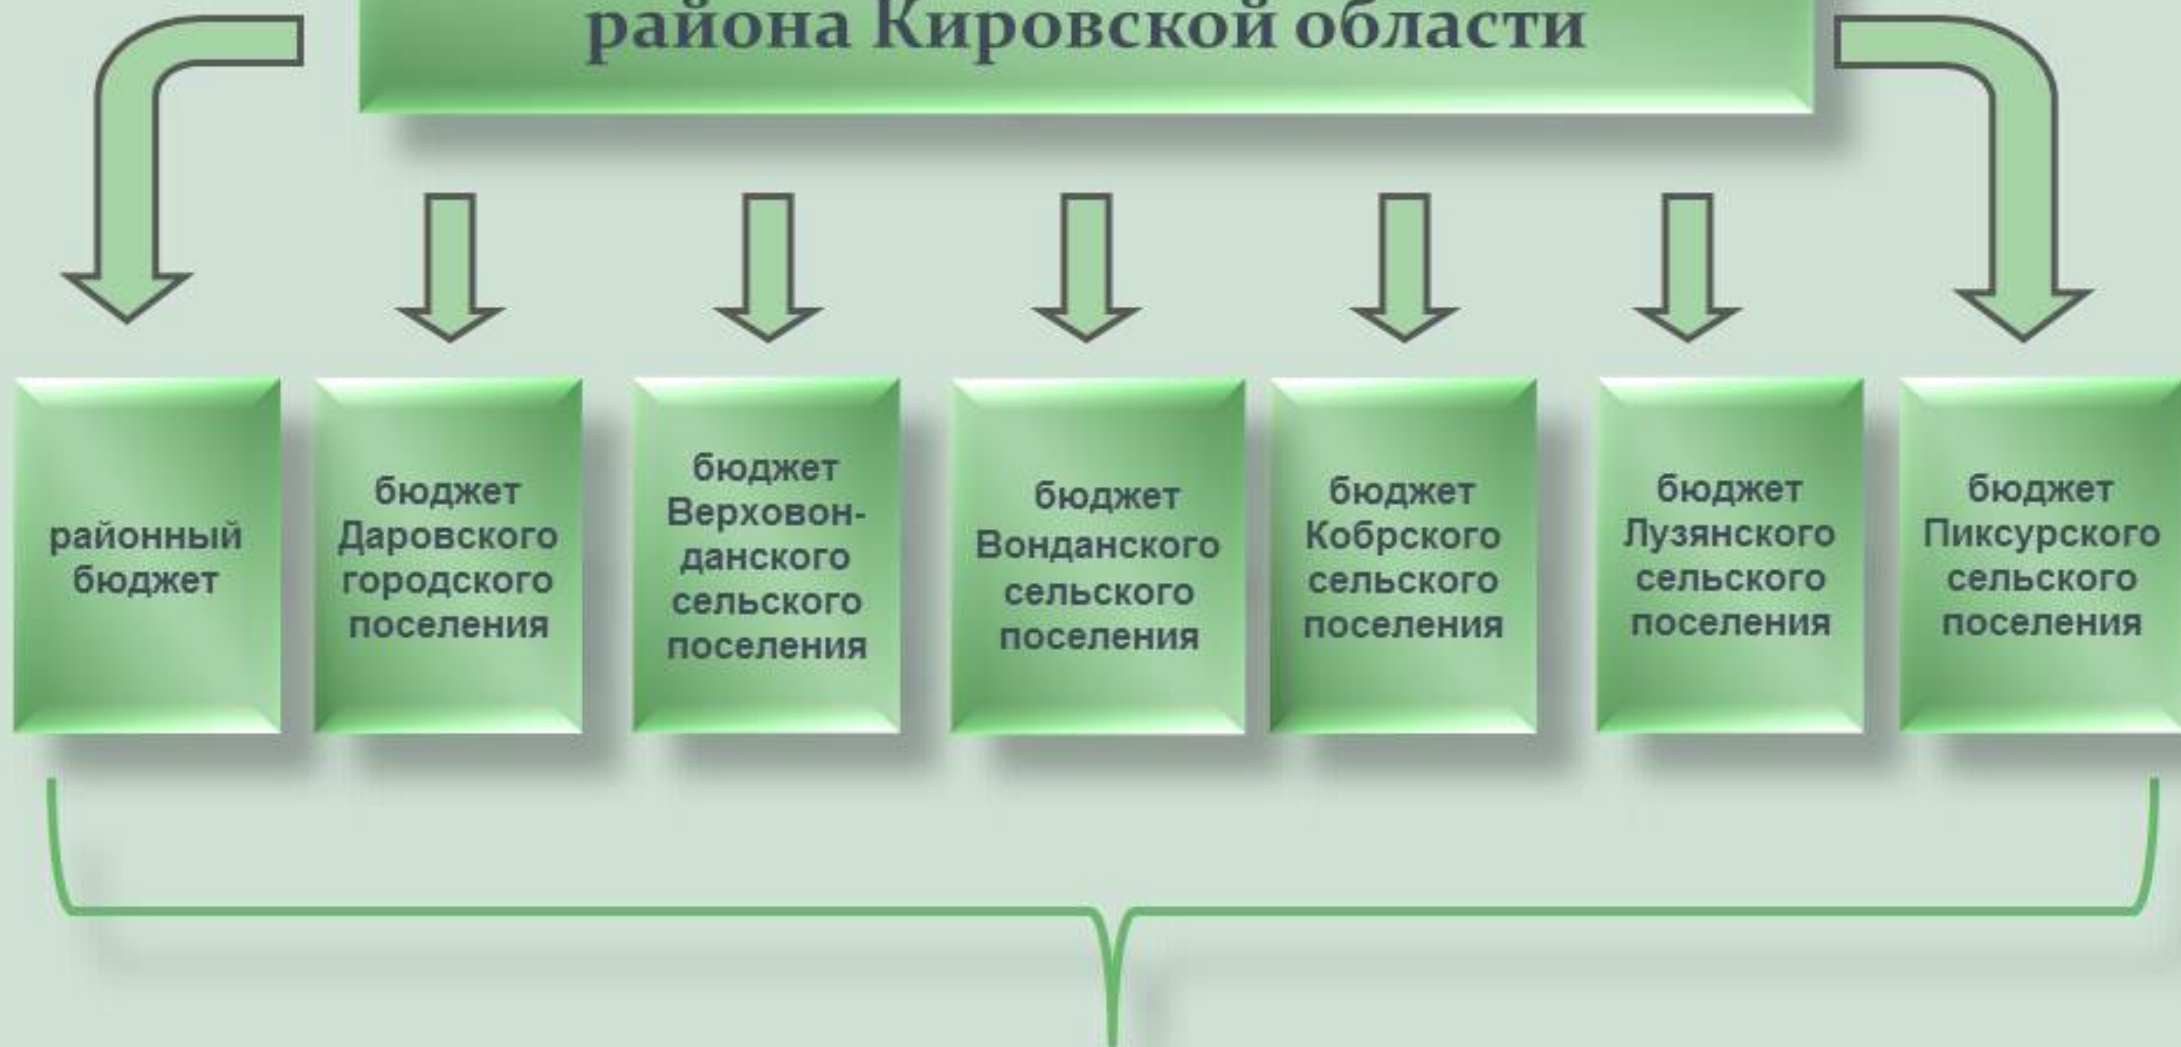 района Кировской области
районный
бюджет
бюджет
Даровского
городского
поселения
бюджет
Верховон-
данского
сельского
поселения
бюджет
Вонданского
сельского
поселения
бюджет
Кобрского
сельского
поселения
бюджет
Лузянского
сельского
поселения
бюджет
Пиксурского
сельского
поселения